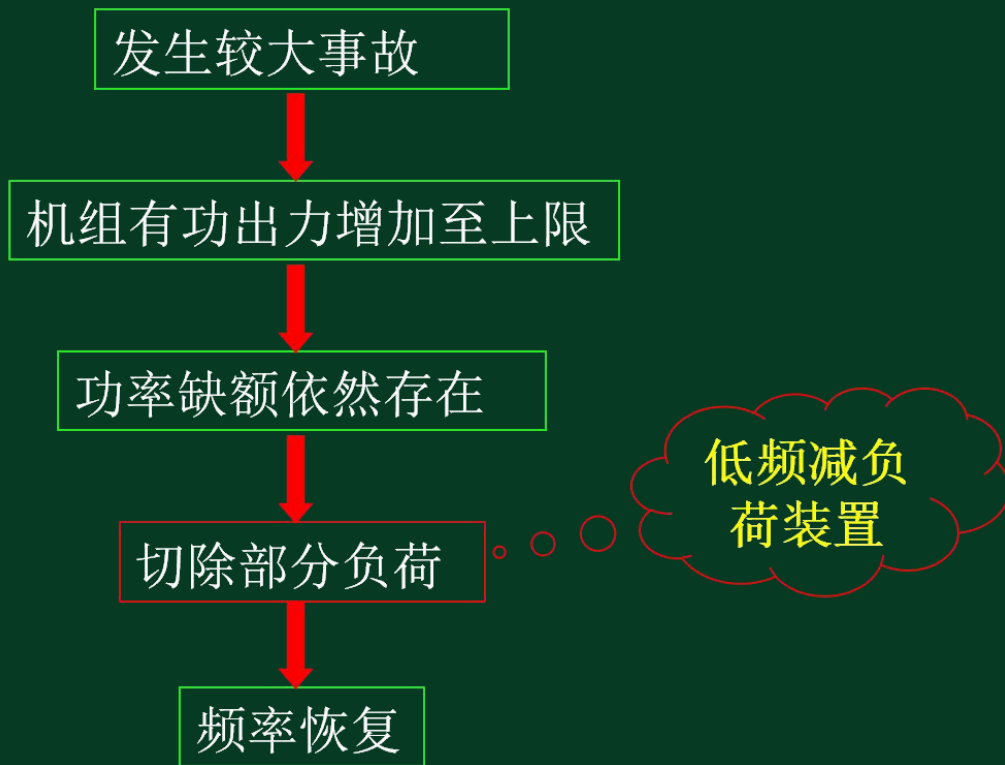 发生较大事故
机组有功出力增加至上限
功率缺额依然存在
低频减负
荷装置
切除部分负荷
频率恢复